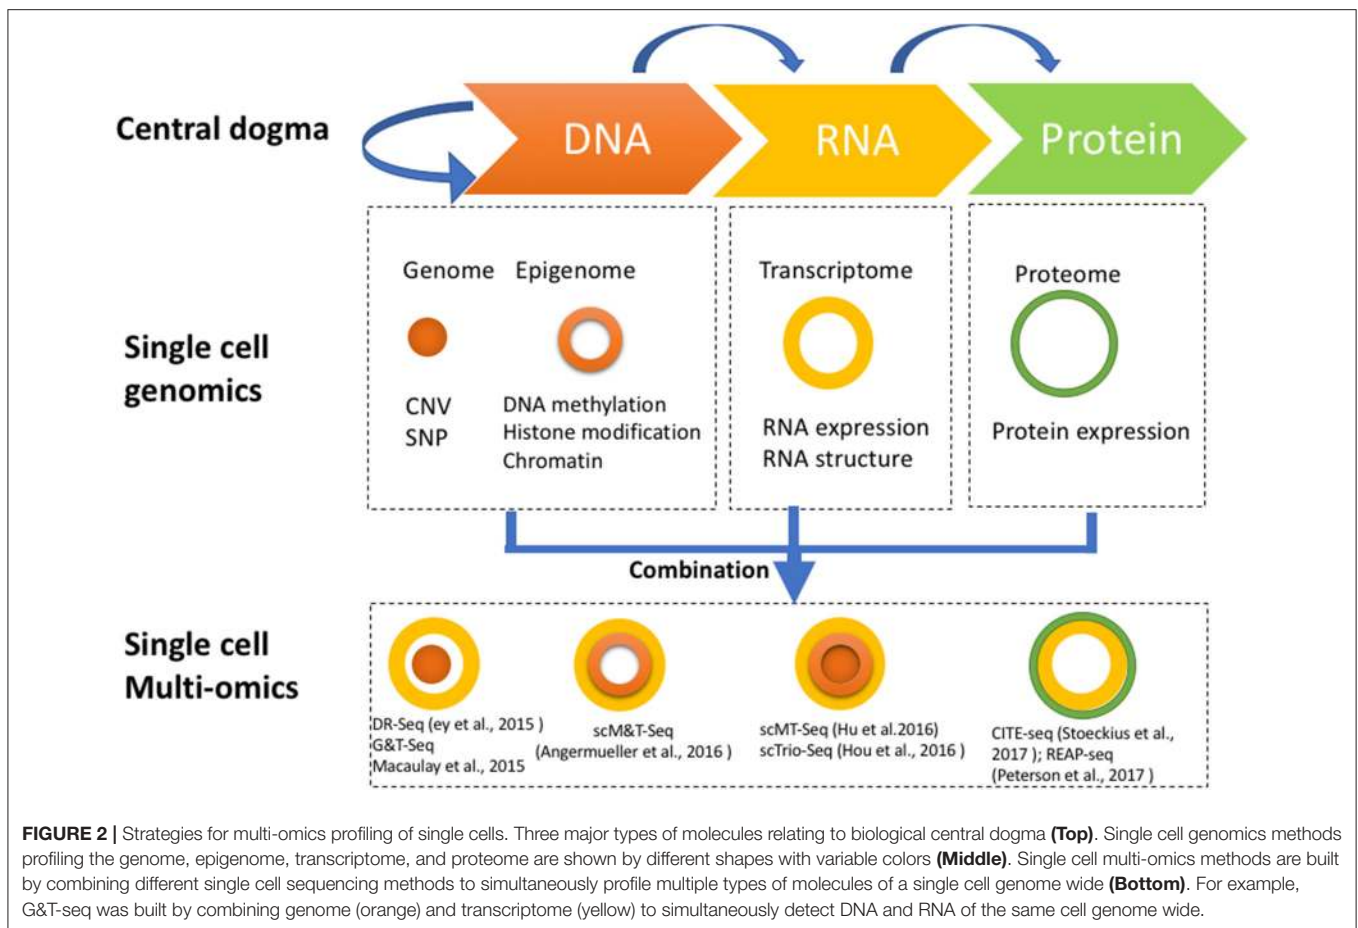 Central dogma
DNA
RNA
Protein
Single cell
genomics
Genome
CNV
SNP
Epigenome
DNA methylation
Histone modification
Chromatin
Transcriptome
RNA expression
RNA structure
Proteome
Protein expression
Combination
Single cell
Multi-omics
DR-Seq (ey et al., 2015 )
G&T-Seq
Macaulay et al., 2015
scM&T-Seq
(Angermueller et al., 2016 )
scMT-Seq (Hu et al.2016)
scTrio-Seq (Hou et al., 2016 )
CITE-seq (Stoeckius et al.,
2017 ); REAP-seq
(Peterson et al., 2017 )
FIGURE 2 | Strategies for multi-omics profiling of single cells. Three major types of molecules relating to biological central dogma (Top). Single cell genomics methods
profiling the genome, epigenome, transcriptome, and proteome are shown by different shapes with variable colors (Middle). Single cell multi-omics methods are built
by combining different single cell sequencing methods to simultaneously profile multiple types of molecules of a single cell genome wide (Bottom). For example,
G&T-seq was built by combining genome (orange) and transcriptome (yellow) to simultaneously detect DNA and RNA of the same cell genome wide.